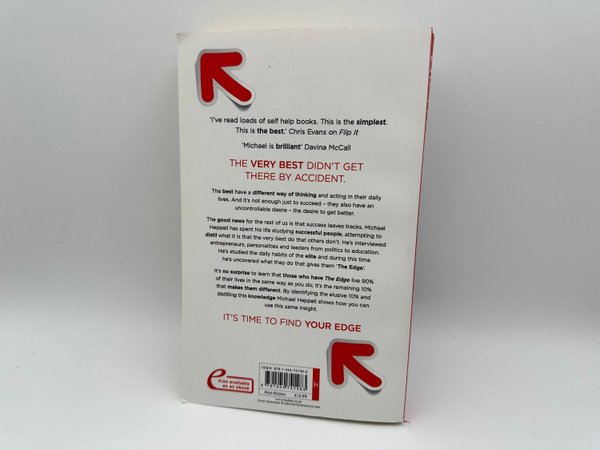 'I've read loads of self help books. This is the simplest.
This is the best.' Chris Evans on Flip It
'Michael is brilliant' Davina McCall
THE VERY BEST DIDN'T GET
THERE BY ACCIDENT.
The best have a different way of thinking and acting in their daily
lives. And it's not enough just to succeed – they also have an
uncontrollable desire – the desire to get better.
The good news for the rest of us is that success leaves tracks. Michael
Heppell has spent his life studying successful people, attempting to
distil what it is that the very best do that others don't. He's interviewed
entrepreneurs, personalities and leaders from politics to education.
He's studied the daily habits of the elite and during this time
he's uncovered what they do that gives them 'The Edge'.
It's no surprise to learn that those who have The Edge live 90%
of their lives in the same way as you do; it's the remaining 10%
that makes them different. By identifying the elusive 10% and
distilling this knowledge Michael Heppell shows how you can
use this same insight.
IT'S TIME TO FIND YOUR EDGE
e
Also available
as an ebook
ISBN
Non-fiction £13.99